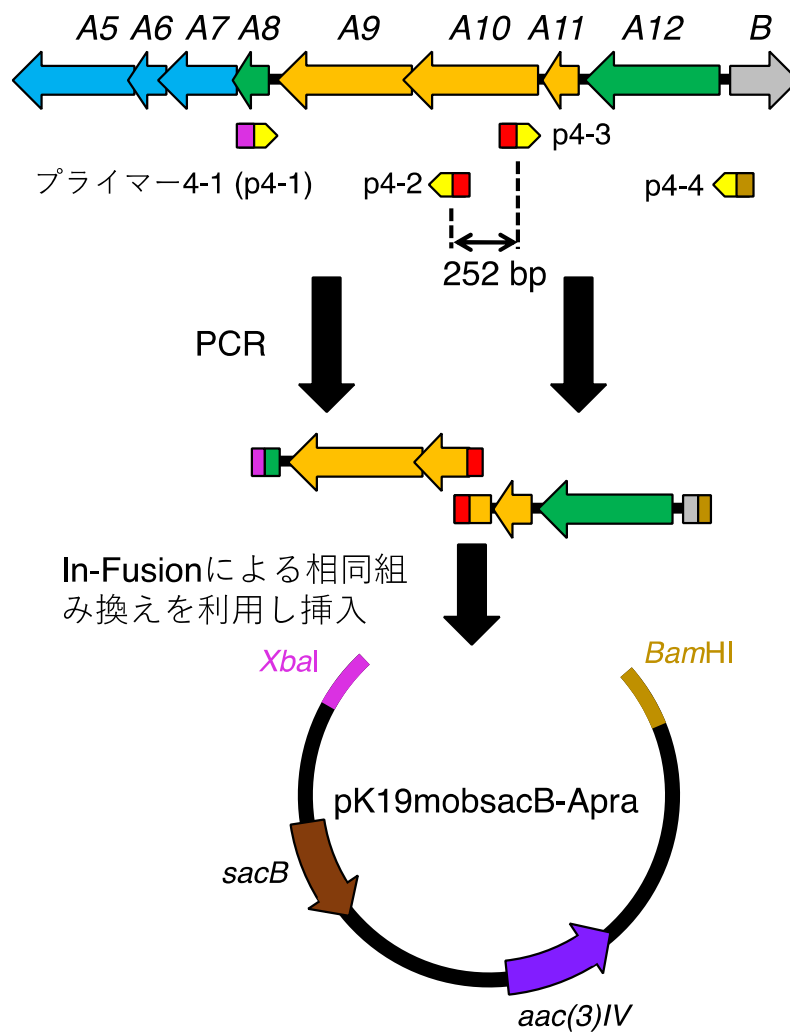 A5 A6 A7 A8 A9 A10 A11 A12 B
p4-3
プライマー4-1 (p4-1)
p4-2
p4-4
252 bp
PCR
In-Fusionによる相同組
み換えを利用し挿入
XbaI
BamHI
pK19mobsacB-Apra
sacB
aac(3)IV